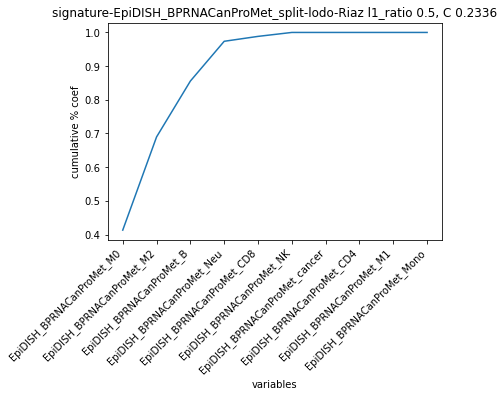 signature-EpiDISH_BPRNACanProMet_split-lodo-Riaz l1_ratio 0.5, C 0.2336
1.0
0.9
0.8
0.7
0.6
0.5
0.4
cumulative % coef
EpiDISH_BPRNACanProMet_M0
EpiDISH_BPRNACanProMet_M2
EpiDISH_BPRNACanProMet_B
EpiDISH_BPRNACanProMet_Neu
EpiDISH_BPRNACanProMet_CD8
EpiDISH_BPRNACanProMet_NK
EpiDISH_BPRNACanProMet_cancer
EpiDISH_BPRNACanProMet_CD4
EpiDISH_BPRNACanProMet_M1
EpiDISH_BPRNACanProMet_Mono
variables